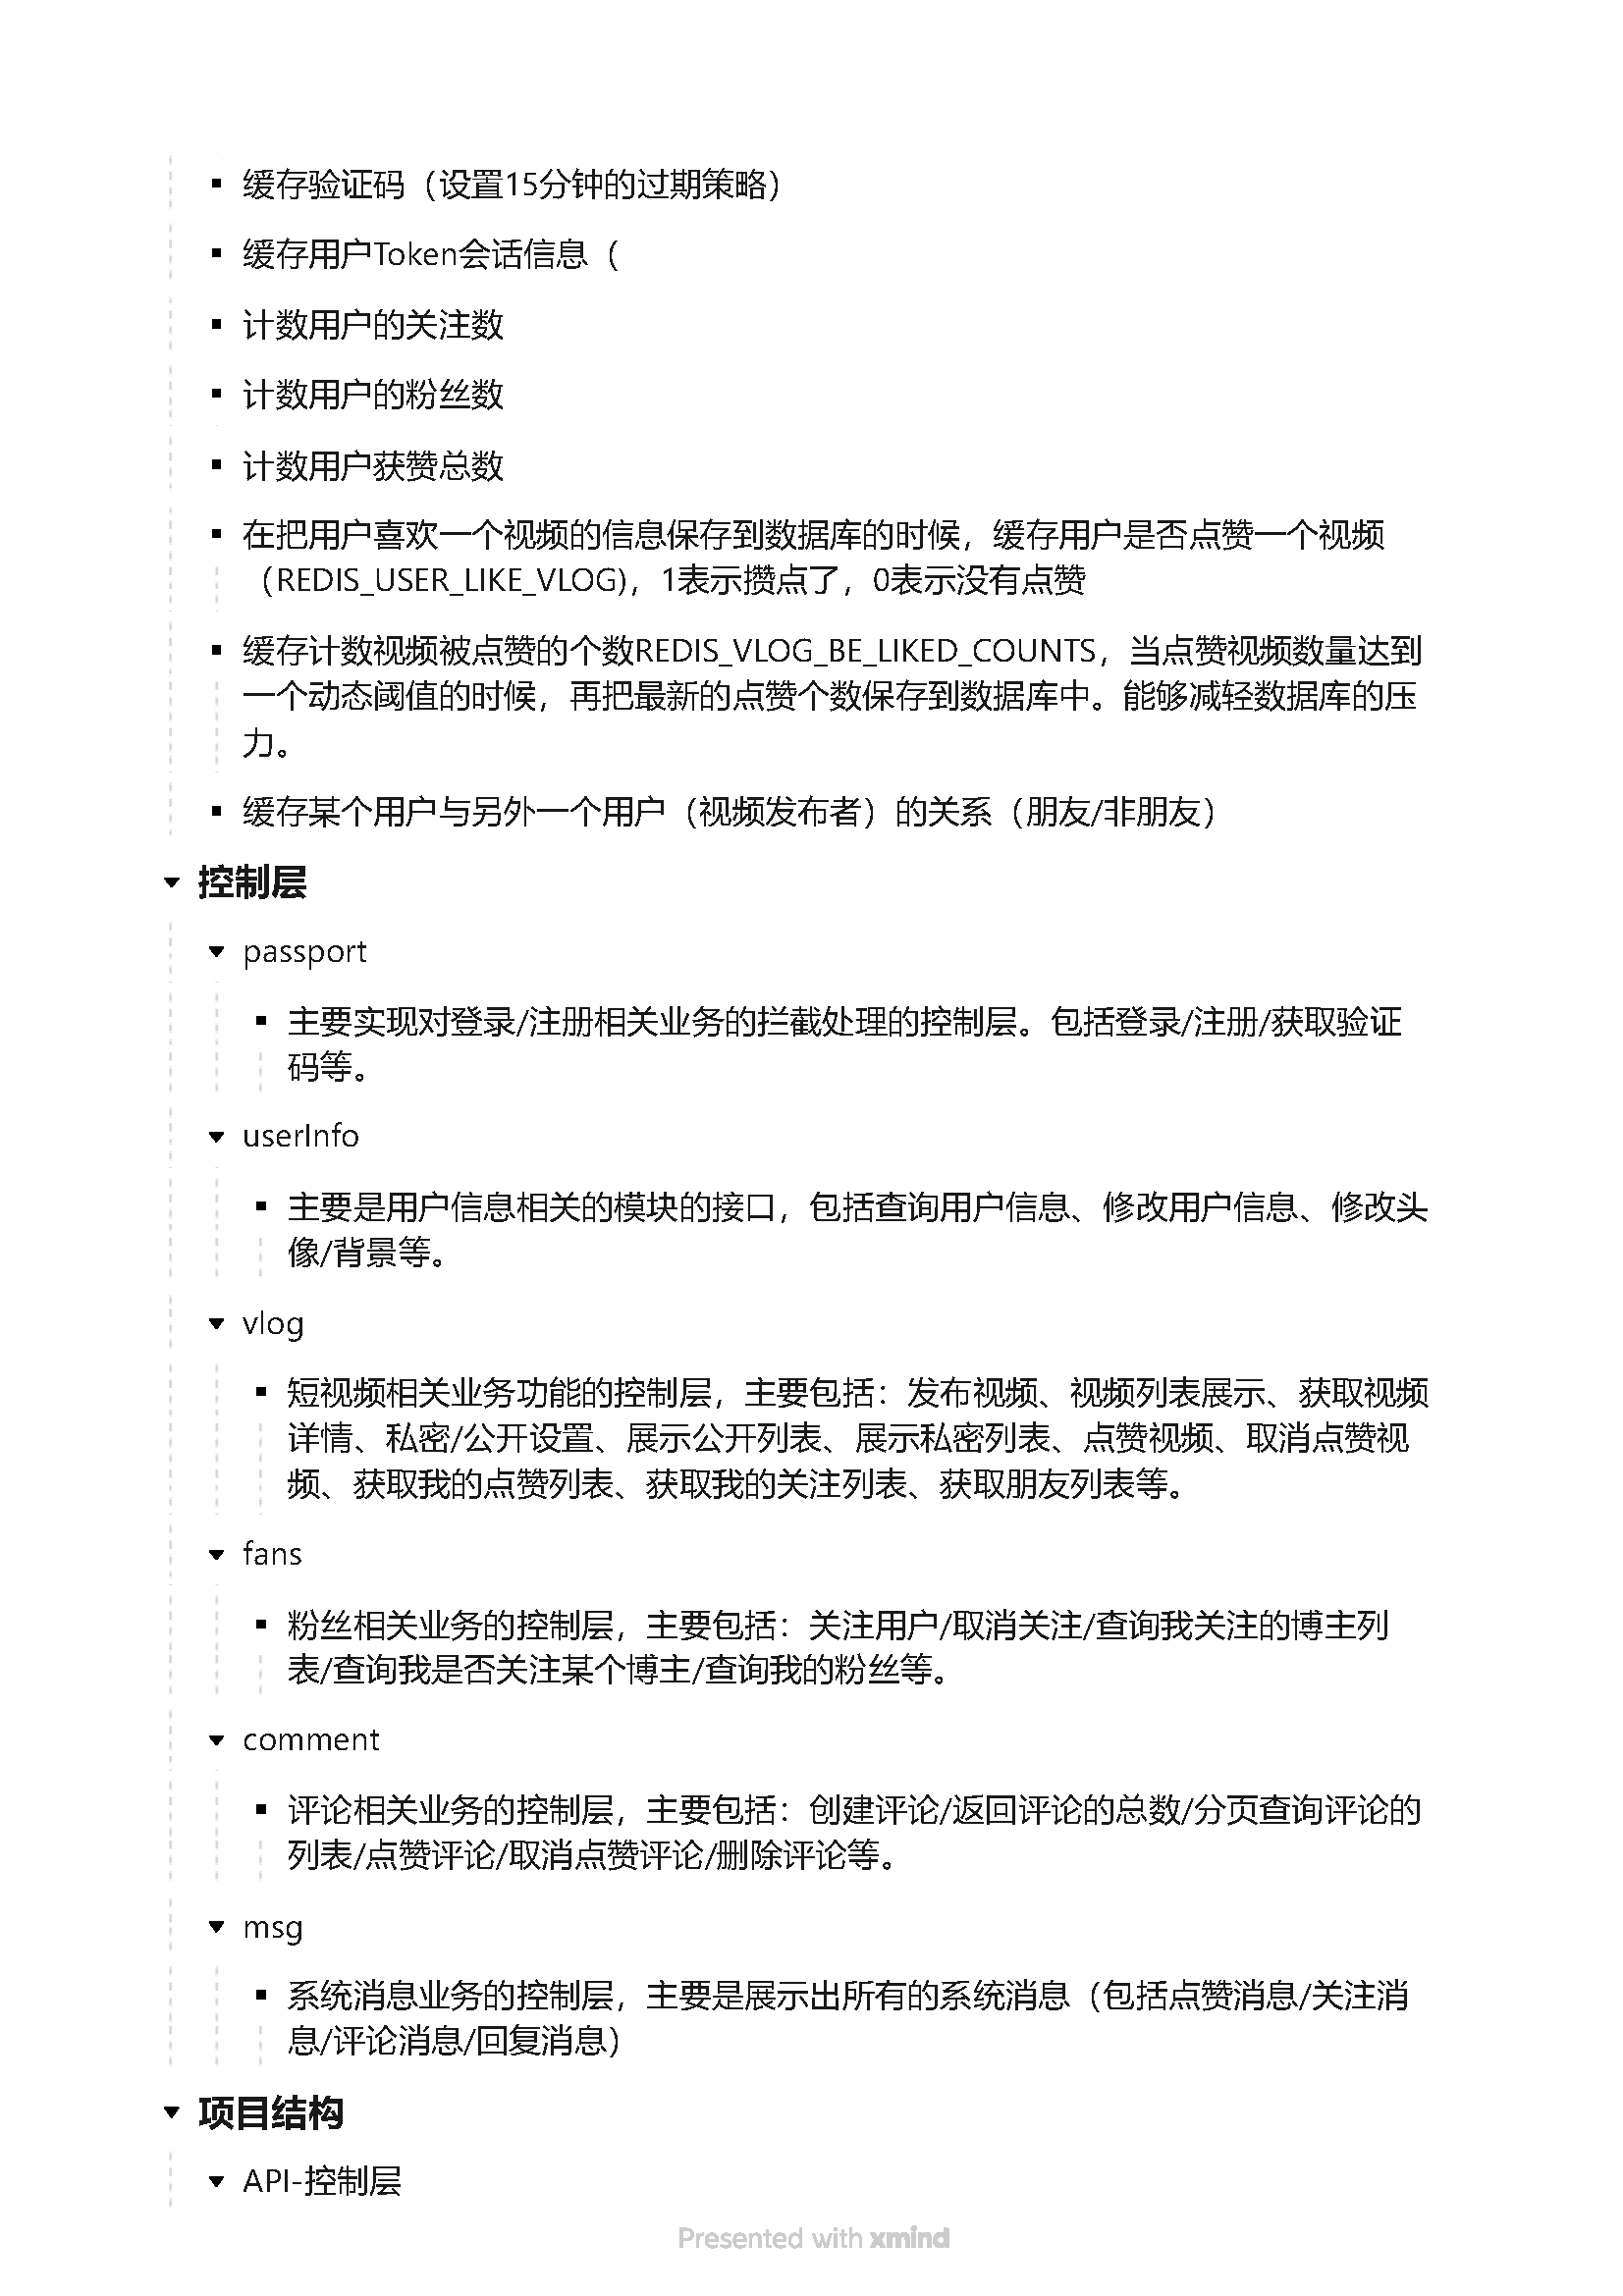 缓存验证码（设置15分钟的过期策略）
缓存用户Token会话信息（
计数用户的关注数
计数用户的粉丝数
计数用户获赞总数
在把用户喜欢一个视频的信息保存到数据库的时候，缓存用户是否点赞一个视频
（REDIS_USER_LIKE_VLOG)，1表示攒点了，0表示没有点赞
缓存计数视频被点赞的个数REDIS_VLOG_BE_LIKED_COUNTS，当点赞视频数量达到
一个动态阈值的时候，再把最新的点赞个数保存到数据库中。能够减轻数据库的压
力。
缓存某个用户与另外一个用户（视频发布者）的关系（朋友/非朋友）
控制层
passport
主要实现对登录/注册相关业务的拦截处理的控制层。包括登录/注册/获取验证
码等。
userInfo
主要是用户信息相关的模块的接口，包括查询用户信息、修改用户信息、修改头
像/背景等。
vlog
短视频相关业务功能的控制层，主要包括：发布视频、视频列表展示、获取视频
详情、私密/公开设置、展示公开列表、展示私密列表、点赞视频、取消点赞视
频、获取我的点赞列表、获取我的关注列表、获取朋友列表等。
fans
粉丝相关业务的控制层，主要包括：关注用户/取消关注/查询我关注的博主列
表/查询我是否关注某个博主/查询我的粉丝等。
comment
评论相关业务的控制层，主要包括：创建评论/返回评论的总数/分页查询评论的
列表/点赞评论/取消点赞评论/删除评论等。
msg
系统消息业务的控制层，主要是展示出所有的系统消息（包括点赞消息/关注消
息/评论消息/回复消息）
项目结构
API-控制层
Presented with xmind